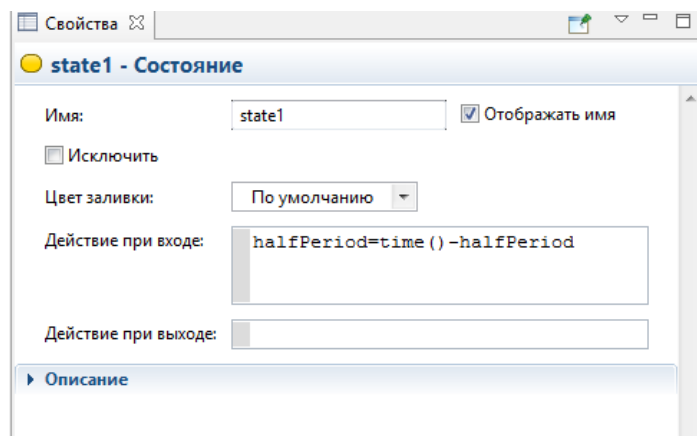 Свойства
state1 - Состояние
Имя: state1 Отображать имя
Исключить
Цвет заливки: По умолчанию
Действие при входе: halfPeriod=time()-halfPeriod
Действие при выходе:
Описание